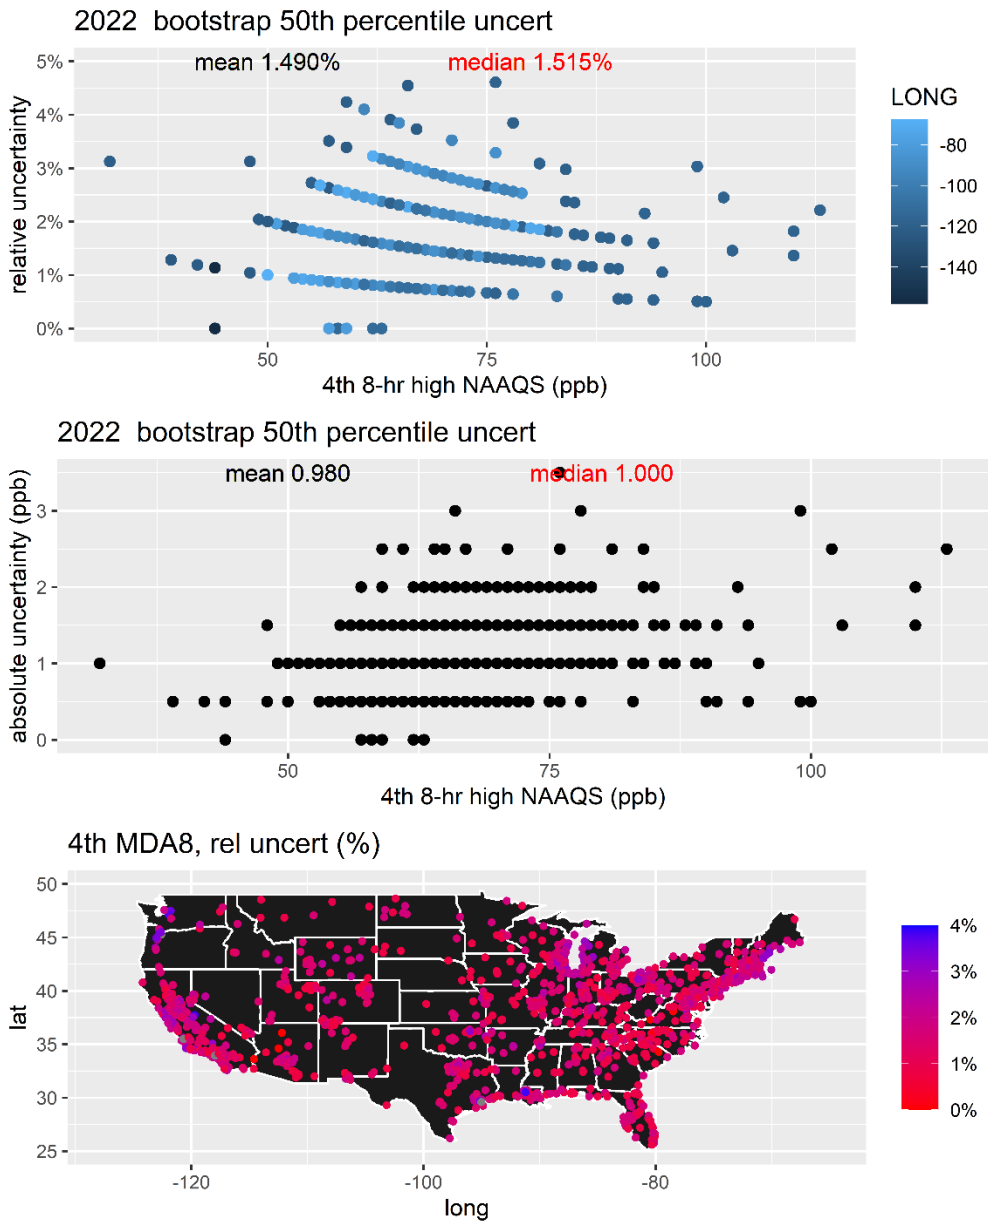 2022  bootstrap 50th percentile uncert
mean 1.490%
median 1.515%
5%
4%
3%
2%
1%
0%
relative uncertainty
50
75
100
4th 8-hr high NAAQS (ppb)
LONG
-80
-100
-120
-140
2022  bootstrap 50th percentile uncert
mean 0.980
median 1.000
3
2
1
0
absolute uncertainty (ppb)
50
75
100
4th 8-hr high NAAQS (ppb)
4th MDA8, rel uncert (%)
50
45
40
35
30
25
lat
-120
-100
-80
long
4%
3%
2%
1%
0%